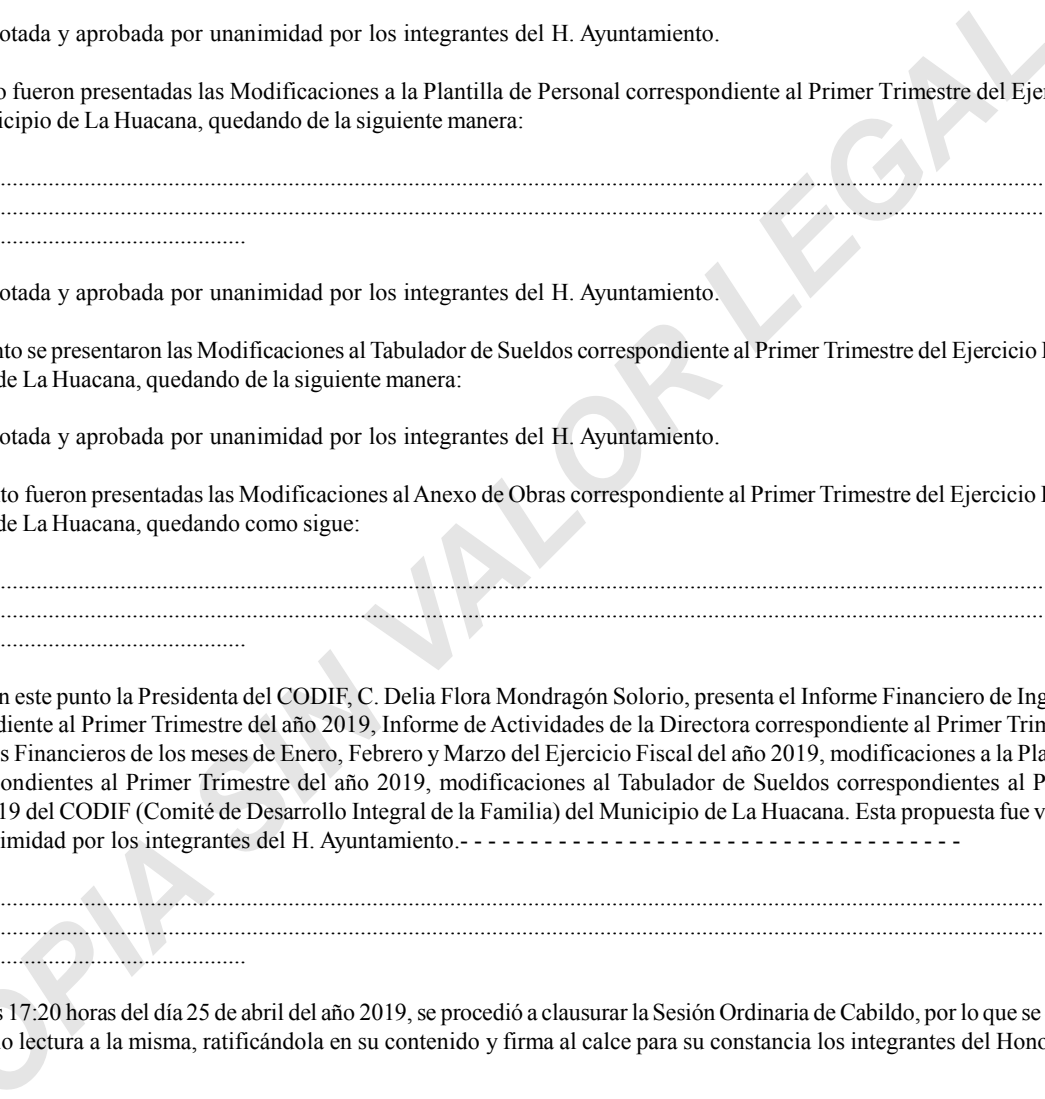 otada y aprobada por unanimidad por los integrantes del H. Ayuntamiento.
o fueron presentadas las Modificaciones a la Plantilla de Personal correspondiente al Primer Trimestre del Ejer
icipio de La Huacana, quedando de la siguiente manera:
..............................................................................................................................................................................
..............................................................................................................................................................................
.........................................
otada y aprobada por unanimidad por los integrantes del H. Ayuntamiento.
nto se presentaron las Modificaciones al Tabulador de Sueldos correspondiente al Primer Trimestre del Ejercicio
de La Huacana, quedando de la siguiente manera:
otada y aprobada por unanimidad por los integrantes del H. Ayuntamiento.
to fueron presentadas las Modificaciones al Anexo de Obras correspondiente al Primer Trimestre del Ejercicio
de La Huacana, quedando como sigue:
..............................................................................................................................................................................
..............................................................................................................................................................................
.........................................
n este punto la Presidenta del CODIF, C. Delia Flora Mondragón Solorio, presenta el Informe Financiero de Ing
diente al Primer Trimestre del año 2019, Informe de Actividades de la Directora correspondiente al Primer Trim
s Financieros de los meses de Enero, Febrero y Marzo del Ejercicio Fiscal del año 2019, modificaciones a la Pla
pondientes al Primer Trimestre del año 2019, modificaciones al Tabulador de Sueldos correspondientes al P
19 del CODIF (Comité de Desarrollo Integral de la Familia) del Municipio de La Huacana. Esta propuesta fue v
imidad por los integrantes del H. Ayuntamiento.- - - - - - - - - - - - - - - - - - - - - - - - - - - - - - - - - - - -
..............................................................................................................................................................................
..............................................................................................................................................................................
.........................................
s 17:20 horas del día 25 de abril del año 2019, se procedió a clausurar la Sesión Ordinaria de Cabildo, por lo que se
o lectura a la misma, ratificándola en su contenido y firma al calce para su constancia los integrantes del Hono
OPIA SIN VALOR LEGAL